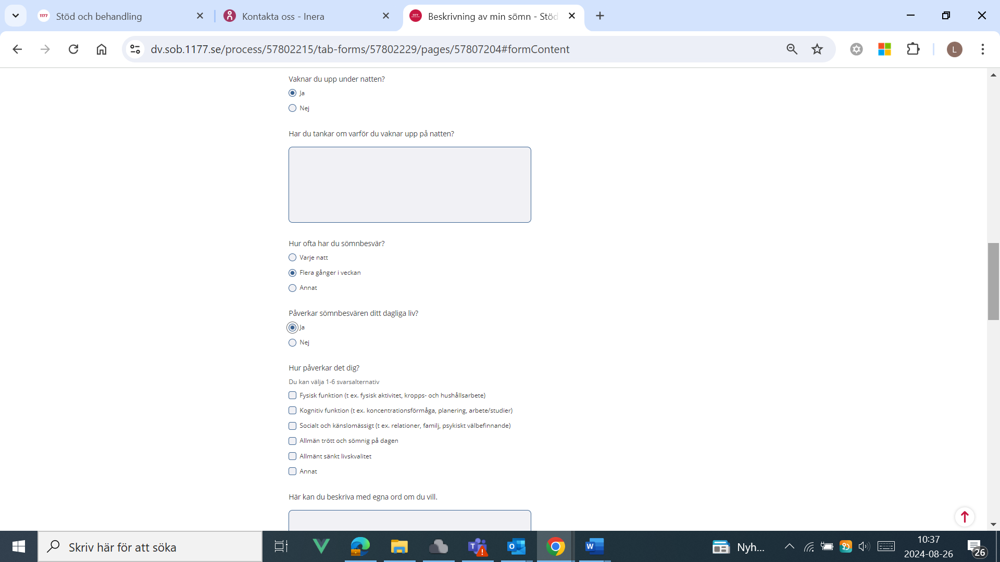 1177 Stöd och behandling
Kontakta oss - Inera
1177 Beskrivning av min sömn - Stöd
dv.sob.1177.se/process/57802215/tab-forms/57802229/pages/57807204#formContent
L
Vaknar du upp under natten?
Ja
Nej
Har du tankar om varför du vaknar upp på natten?
Hur ofta har du sömnbesvär?
Varje natt
Flera gånger i veckan
Annat
Påverkar sömnbesvären ditt dagliga liv?
Ja
Nej
Hur påverkar det dig?
Du kan välja 1-6 svarsalternativ
Fysisk funktion (t ex. fysisk aktivitet, kropps- och hushållsarbete)
Kognitiv funktion (t ex. koncentrationsförmåga, planering, arbete/studier)
Socialt och känslomässigt (t ex. relationer, familj, psykiskt välbefinnande)
Allmän trött och sömnig på dagen
Allmänt sänkt livskvalitet
Annat
Här kan du beskriva med egna ord om du vill.
Skriv här för att söka
Nyh...
10:37
2024-08-26
26